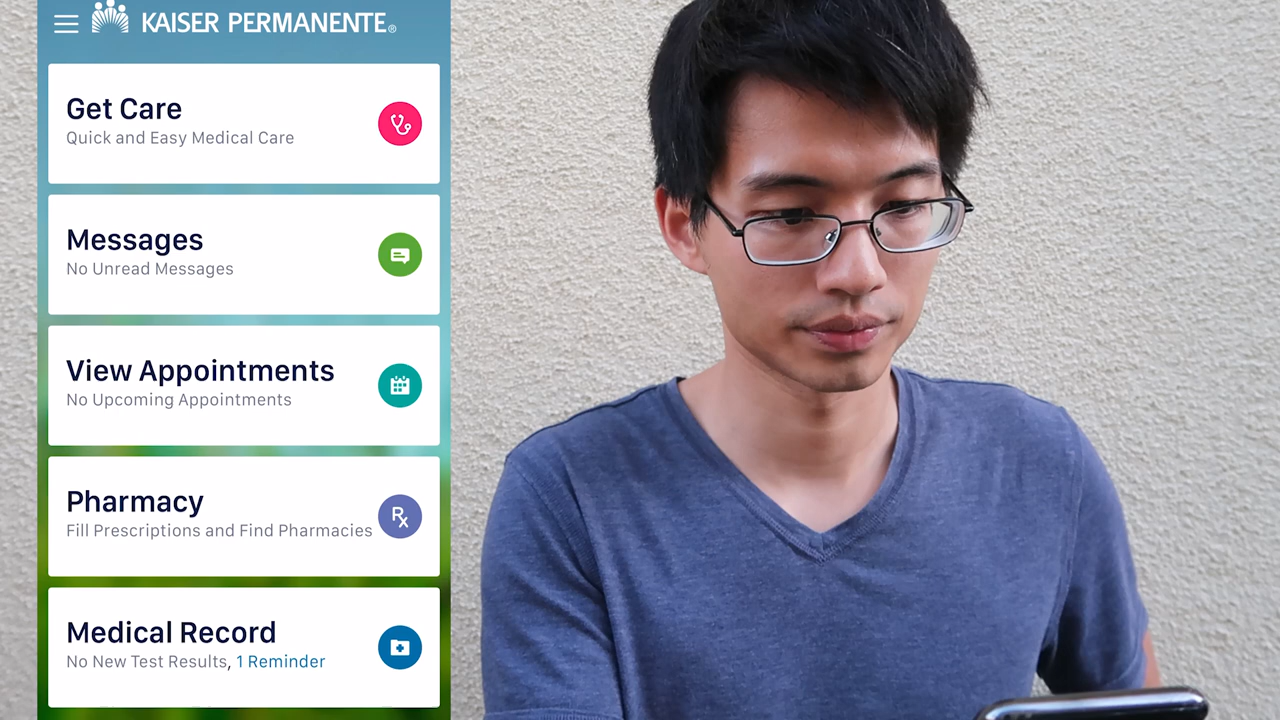 KAISER PERMANENTE®
Get Care
Quick and Easy Medical Care
Messages
No Unread Messages
View Appointments
No Upcoming Appointments
Pharmacy
Fill Prescriptions and Find Pharmacies
Rx
Medical Record
No New Test Results, 1 Reminder